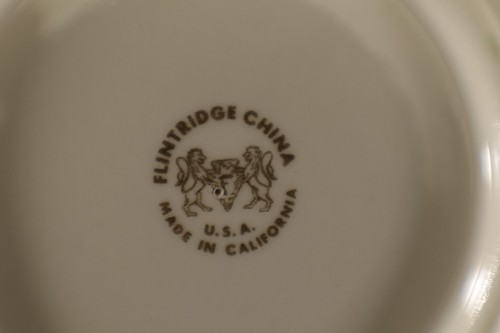 FLINTRIDGE CHINA
F
U.S.A.
MADE IN CALIFORNIA